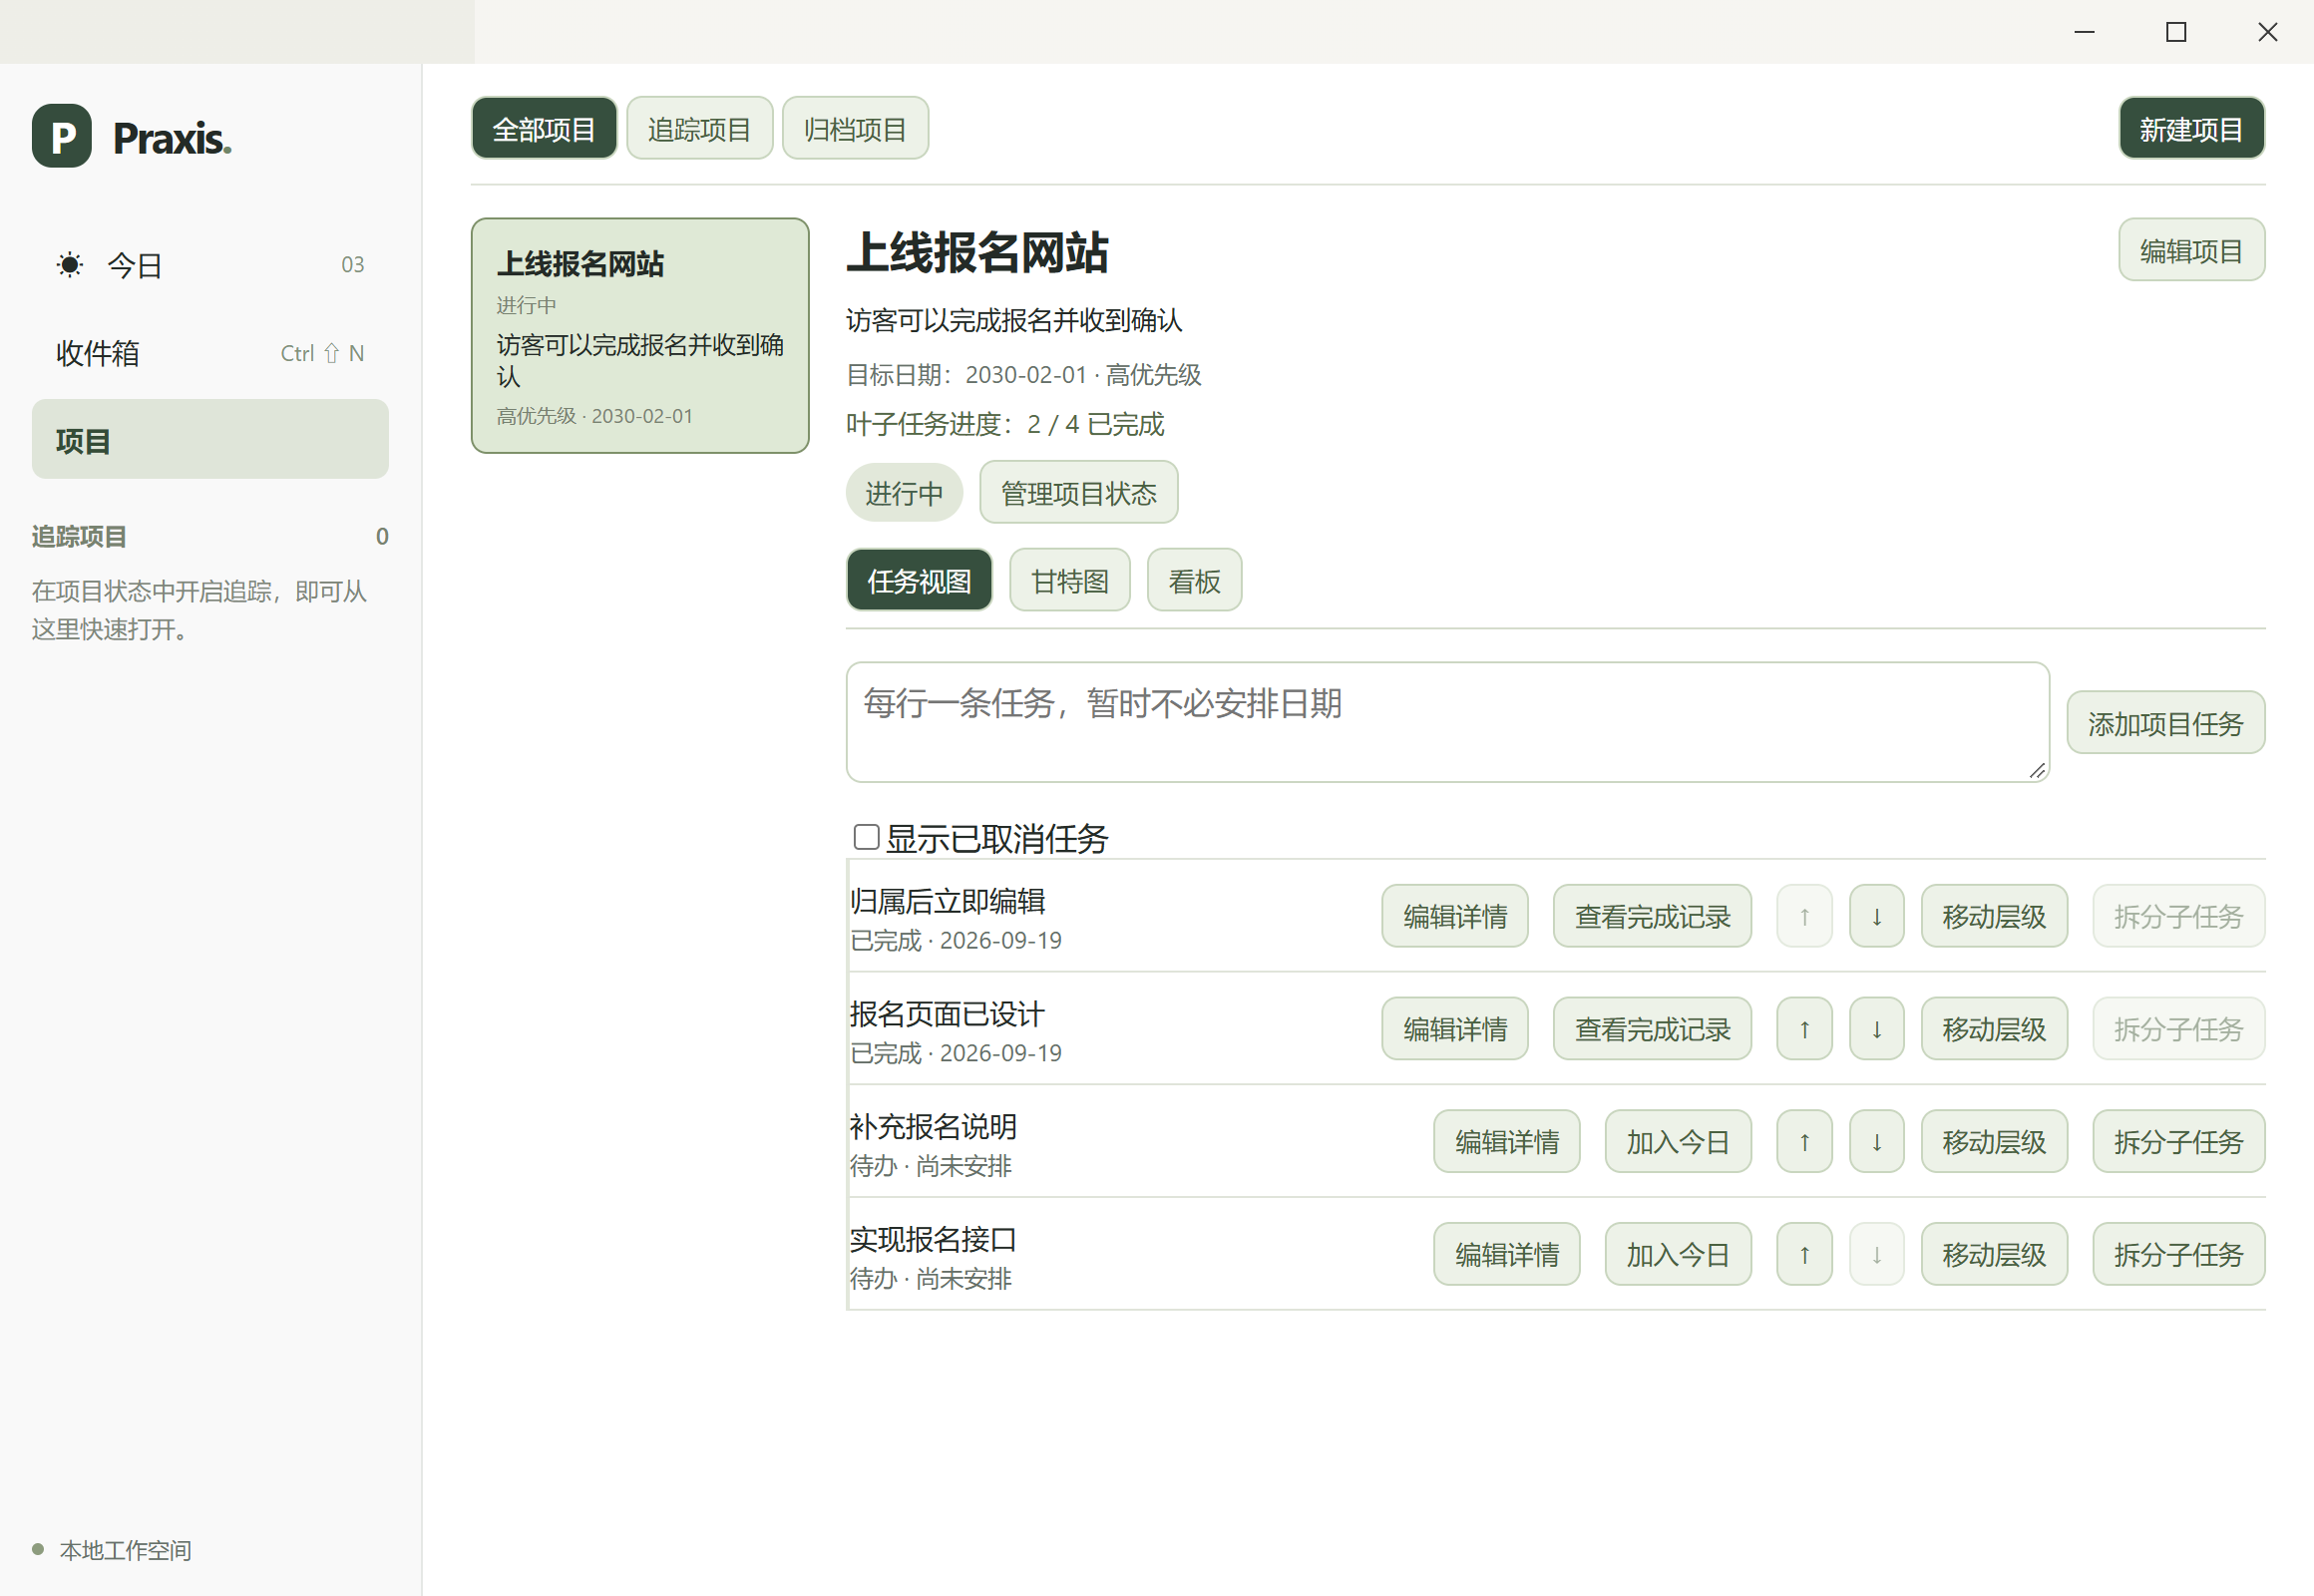 P Praxis.
今日 03
收件箱 Ctrl ⇧ N
项目
追踪项目 0
在项目状态中开启追踪，即可从
这里快速打开。
本地工作空间
全部项目 追踪项目 归档项目 新建项目
上线报名网站
进行中
访客可以完成报名并收到确
认
高优先级 · 2030-02-01
上线报名网站 编辑项目
访客可以完成报名并收到确认
目标日期：2030-02-01 · 高优先级
叶子任务进度：2 / 4 已完成
进行中 管理项目状态
任务视图 甘特图 看板
每行一条任务，暂时不必安排日期 添加项目任务
显示已取消任务
归属后立即编辑
已完成 · 2026-09-19
编辑详情 查看完成记录 ↑ ↓ 移动层级 拆分子任务
报名页面已设计
已完成 · 2026-09-19
编辑详情 查看完成记录 ↑ ↓ 移动层级 拆分子任务
补充报名说明
待办 · 尚未安排
编辑详情 加入今日 ↑ ↓ 移动层级 拆分子任务
实现报名接口
待办 · 尚未安排
编辑详情 加入今日 ↑ ↓ 移动层级 拆分子任务